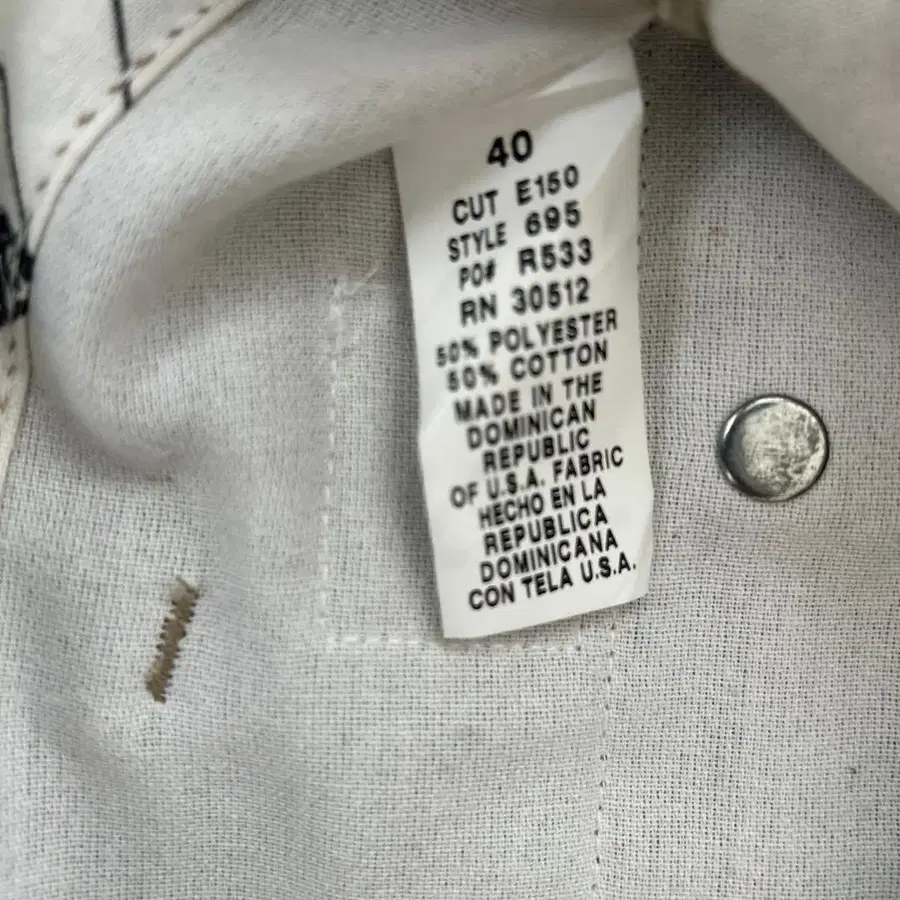 40
CUT E150
STYLE 695
PO# R533
RN 30512
50% POLYESTER
50% COTTON
MADE IN THE
DOMINICAN
REPUBLIC
OF U.S.A. FABRIC
HECHO EN LA
REPUBLICA
DOMINICANA
CON TELA U.S.A.